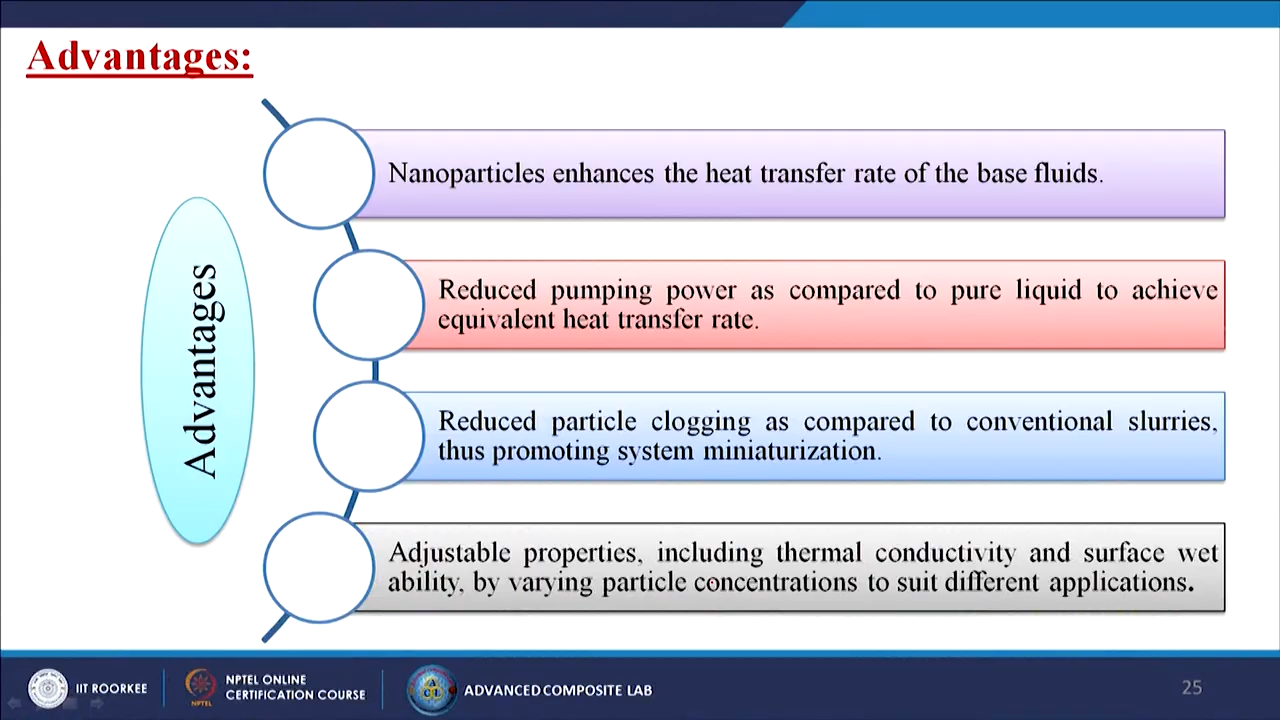 Advantages:
Advantages
Nanoparticles enhances the heat transfer rate of the base fluids.
Reduced pumping power as compared to pure liquid to achieve
equivalent heat transfer rate.
Reduced particle clogging as compared to conventional slurries,
thus promoting system miniaturization.
Adjustable properties, including thermal conductivity and surface wet
ability, by varying particle concentrations to suit different applications.
IIT ROORKEE
NPTEL
NPTEL ONLINE
CERTIFICATION COURSE
ACL
ADVANCED COMPOSITE LAB
25